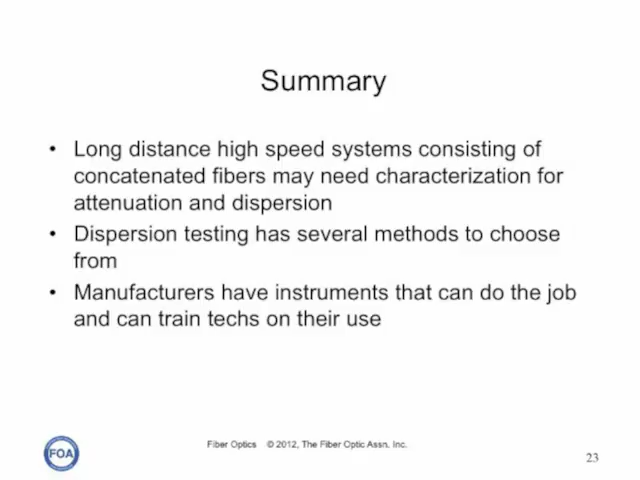 Summary
• Long distance high speed systems consisting of
concatenated fibers may need characterization for
attenuation and dispersion
• Dispersion testing has several methods to choose
from
• Manufacturers have instruments that can do the job
and can train techs on their use
Fiber Optics © 2012, The Fiber Optic Assn. Inc.
FOA
23